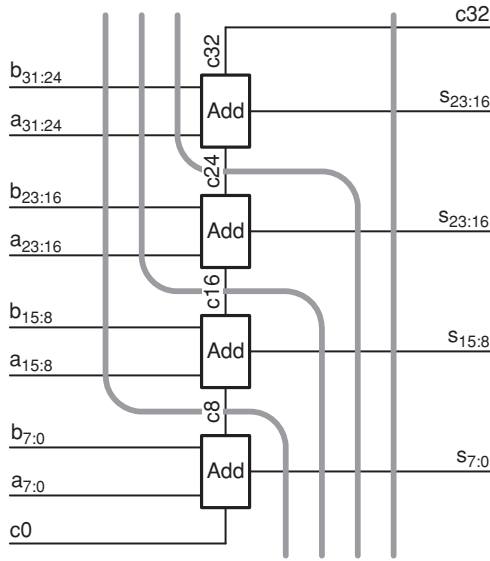 c32
c32
b31:24
Add
s23:16
a31:24
c24
b23:16
Add
s23:16
a23:16
c16
b15:8
Add
s15:8
a15:8
c8
b7:0
Add
s7:0
a7:0
c0